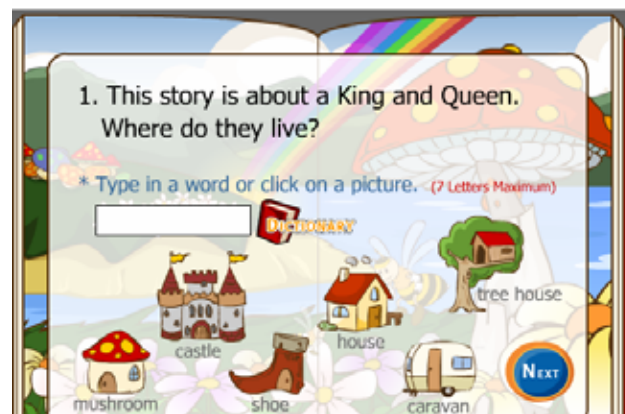 1. This story is about a King and Queen.
Where do they live?
* Type in a word or click on a picture. (7 Letters Maximum)
DICTIONARY
tree house
castle
house
mushroom
shoe
caravan
NEXT